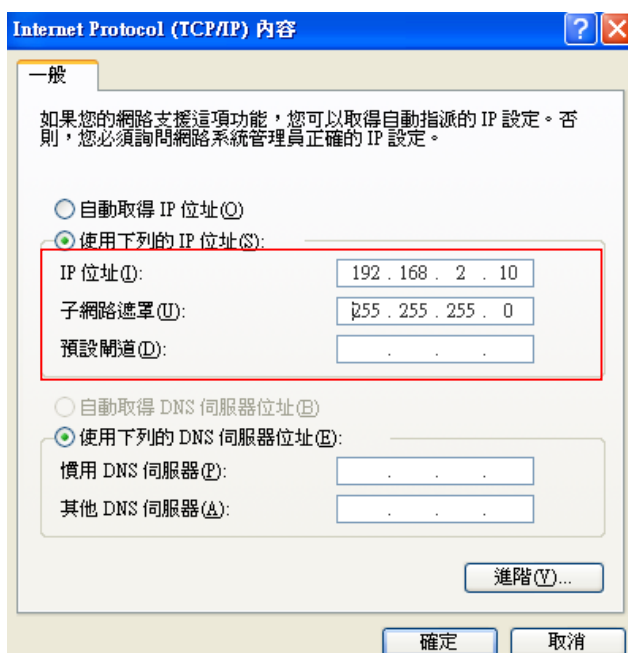 Internet Protocol (TCP/IP) 內容
一般
如果您的網路支援這項功能，您可以取得自動指派的 IP 設定。否
則，您必須詢問網路系統管理員正確的 IP 設定。
自動取得 IP 位址(O)
使用下列的 IP 位址(S):
IP 位址(I): 192 . 168 . 2 . 10
子網路遮罩(U): 255 . 255 . 255 . 0
預設閘道(D): . . .
自動取得 DNS 伺服器位址(B)
使用下列的 DNS 伺服器位址(E):
慣用 DNS 伺服器(P): . . .
其他 DNS 伺服器(A): . . .
進階(V)...
確定 取消